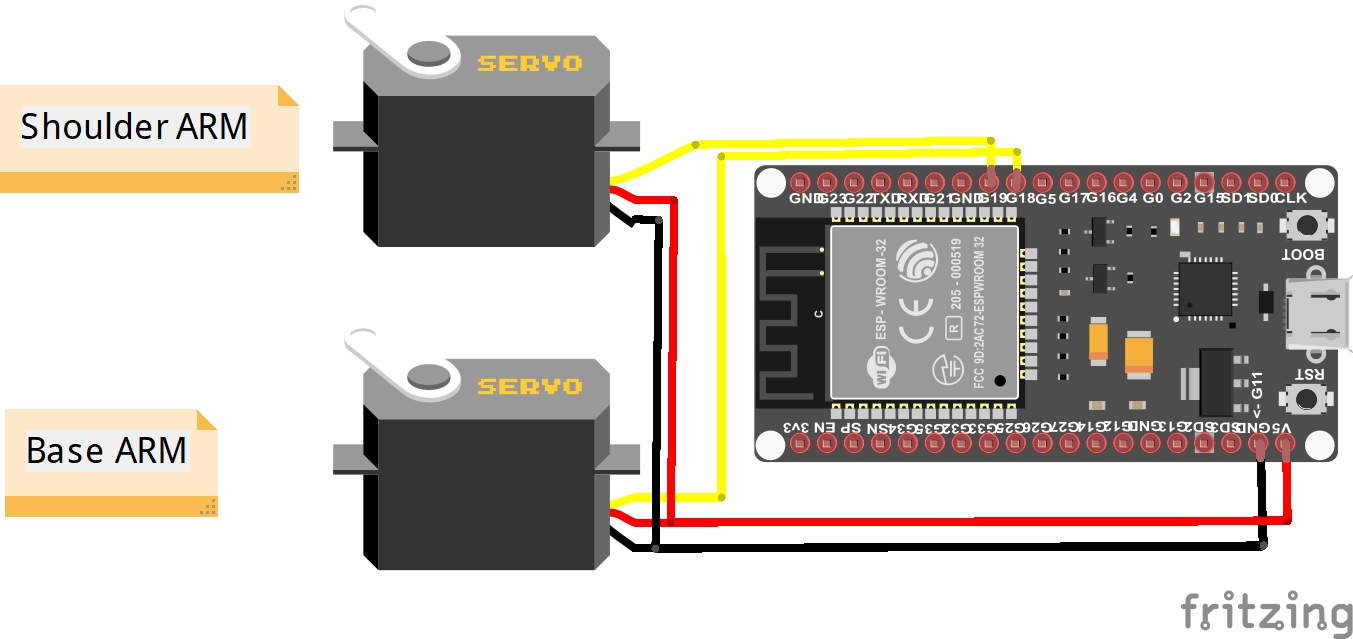 SERVO
Shoulder ARM
GND G23 G22 TXD RXD G21 GND G19 G18 G5 G17 G16 G4 G0 G2 G15 SD1 SD0 CLK
BOOT
ESP - WROOM -32
205 - 000519
FCC 9D:2AC72-ESPWROOM 32
CE
R
Wi Fi
C
SERVO
RST
<- G11
Base ARM
3v3 EN SP SN G34 G35 G32 G33 G25 G26 G27 G14 G12 GND G13 SD2 SD3 GND V5
fritzing